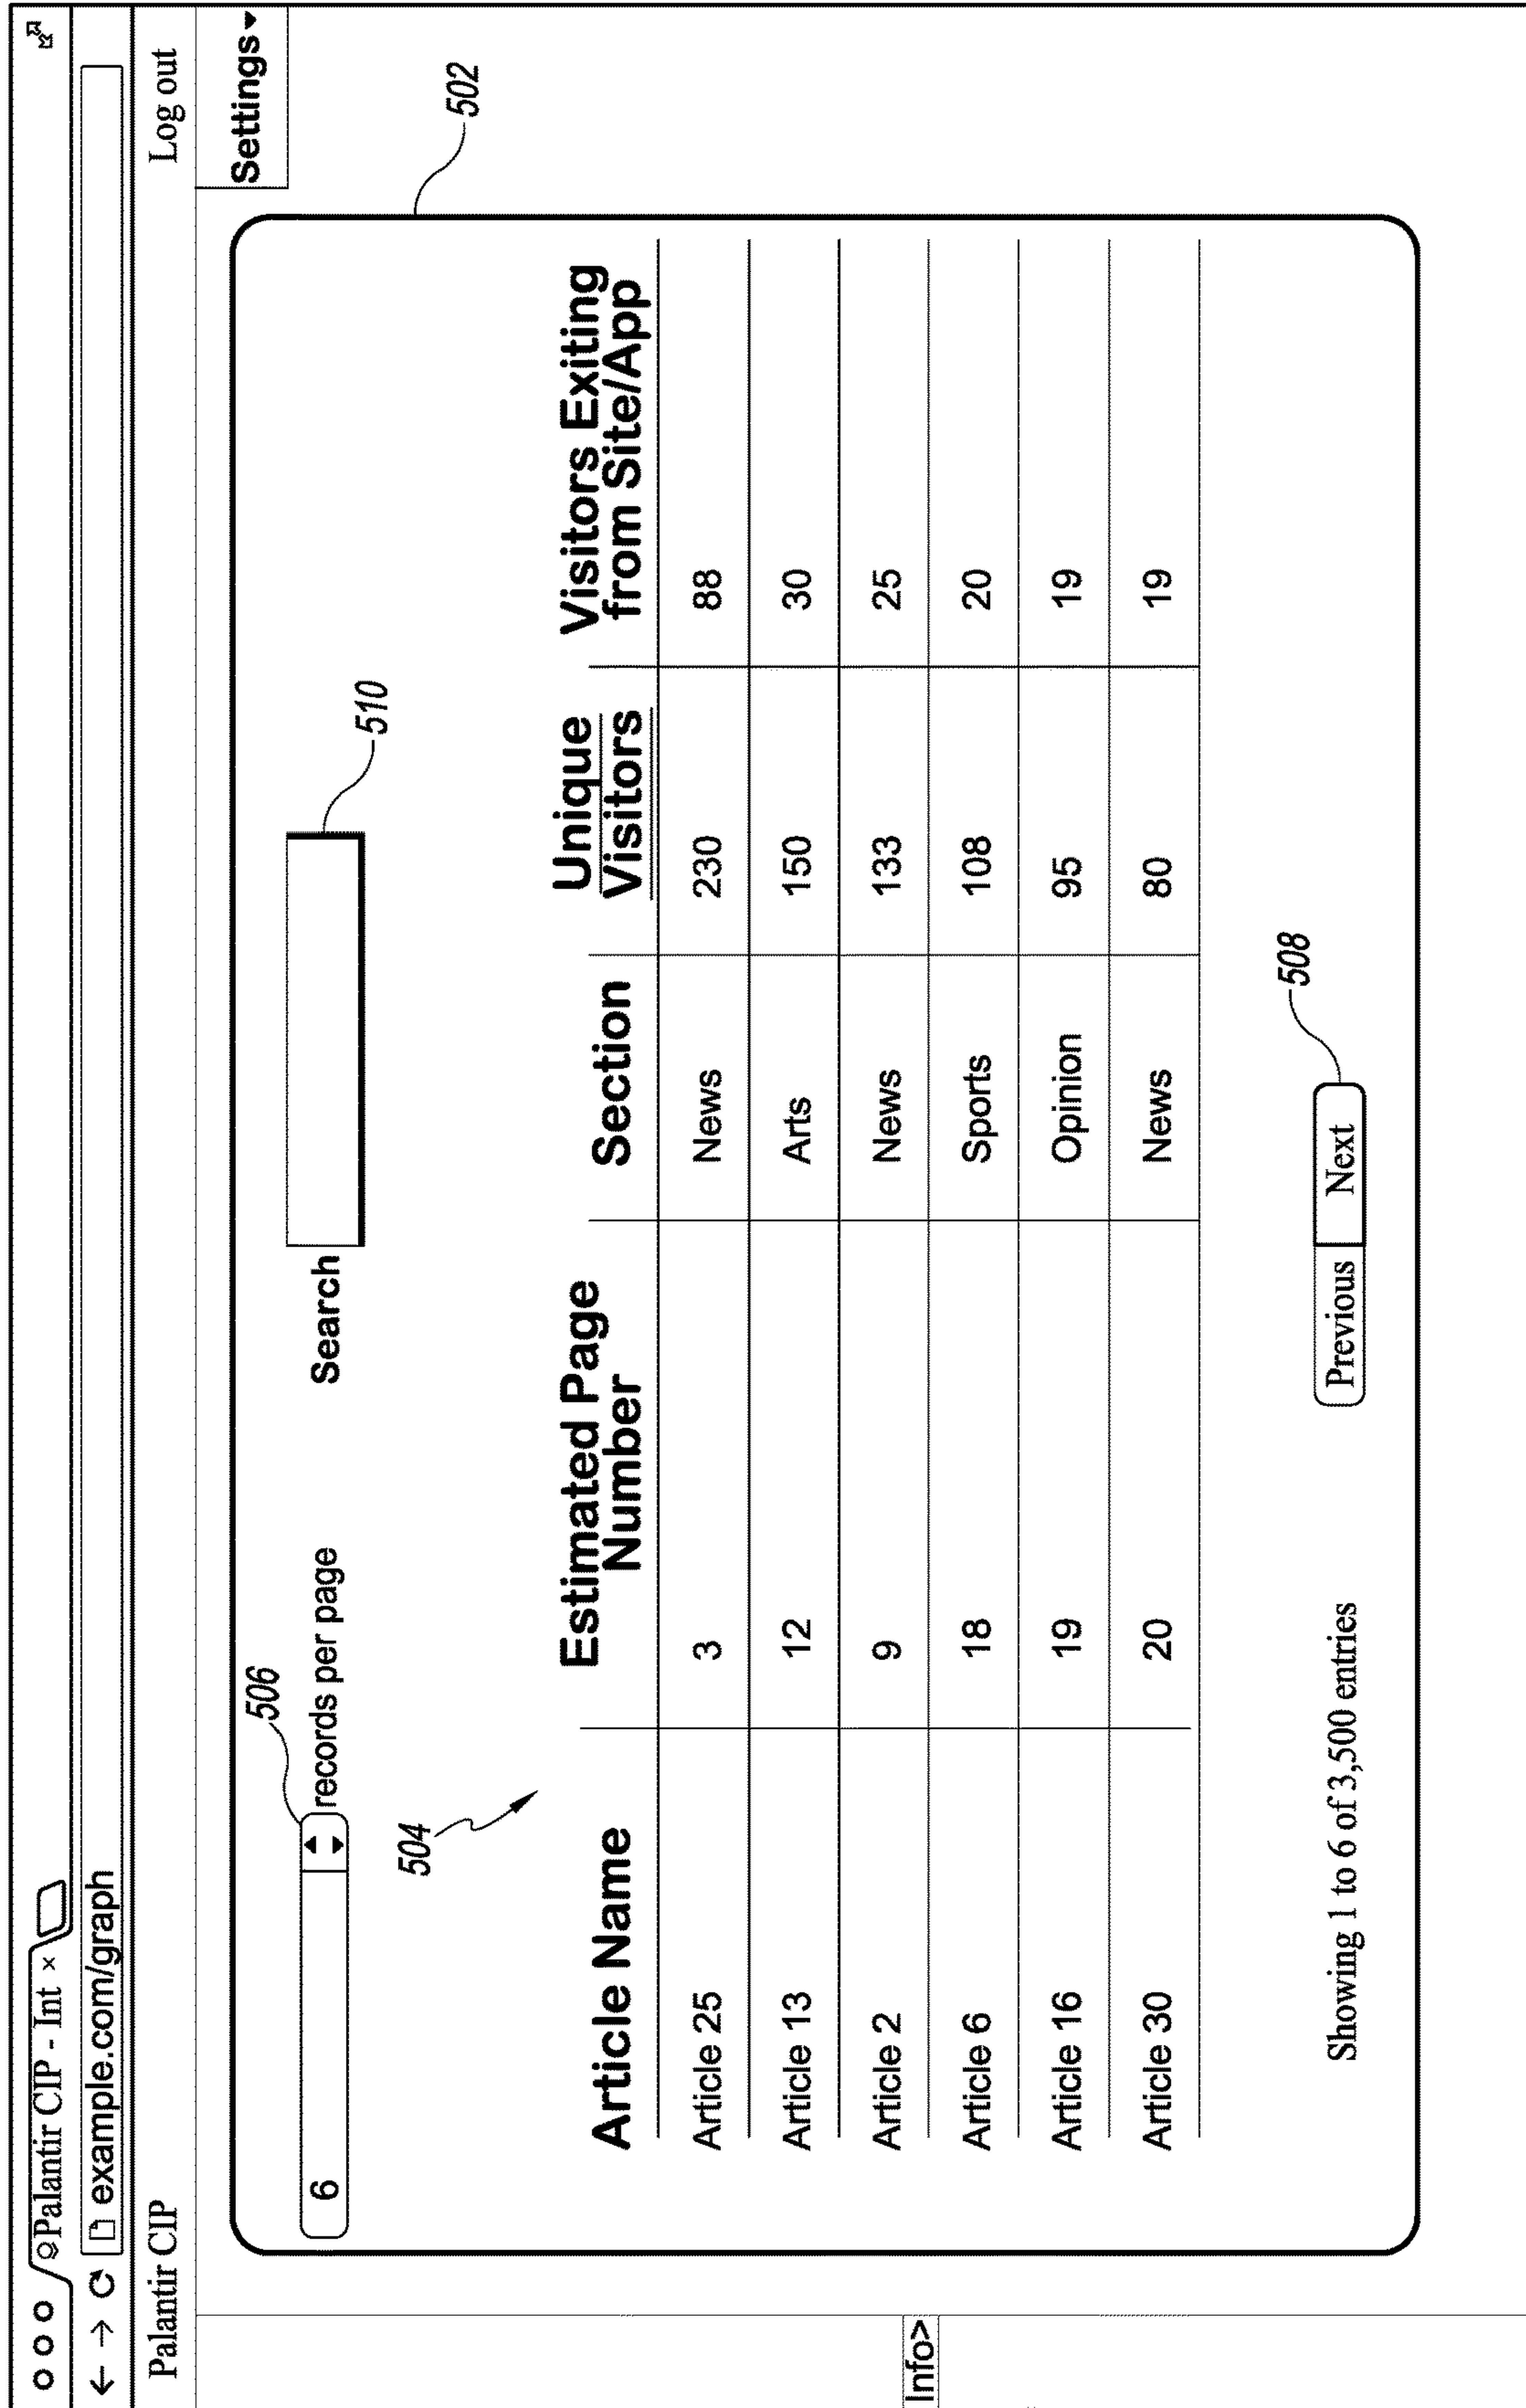 Palantir CIP - Int ×
example.com/graph
Palantir CIP Log out
Settings
506
6 records per page Search
510
502
504
Article Name Estimated Page Number Section Unique Visitors Visitors Exiting from Site/App
Article 25 3 News 230 88
Article 13 12 Arts 150 30
Article 2 9 News 133 25
Article 6 18 Sports 108 20
Article 16 19 Opinion 95 19
Article 30 20 News 80 19
Info>
508
Showing 1 to 6 of 3,500 entries Previous Next